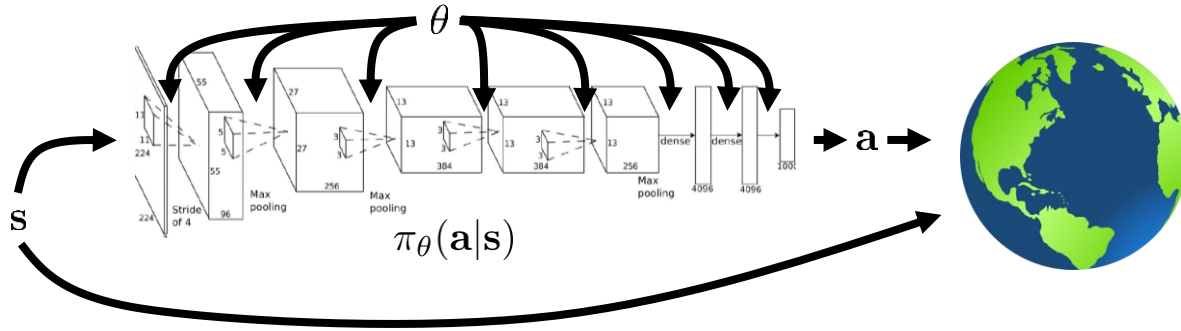 θ
s
11
11
224
224
Stride
of 4
55
55
96
5
5
Max
pooling
27
27
256
3
3
Max
pooling
13
13
384
3
3
13
13
384
3
3
13
13
256
Max
pooling
dense
4096
dense
4096
1000
a
π_θ(a|s)